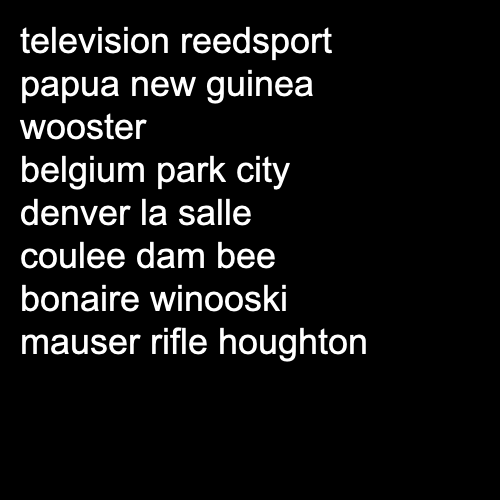 television reedsport
papua new guinea
wooster
belgium park city
denver la salle
coulee dam bee
bonaire winooski
mauser rifle houghton